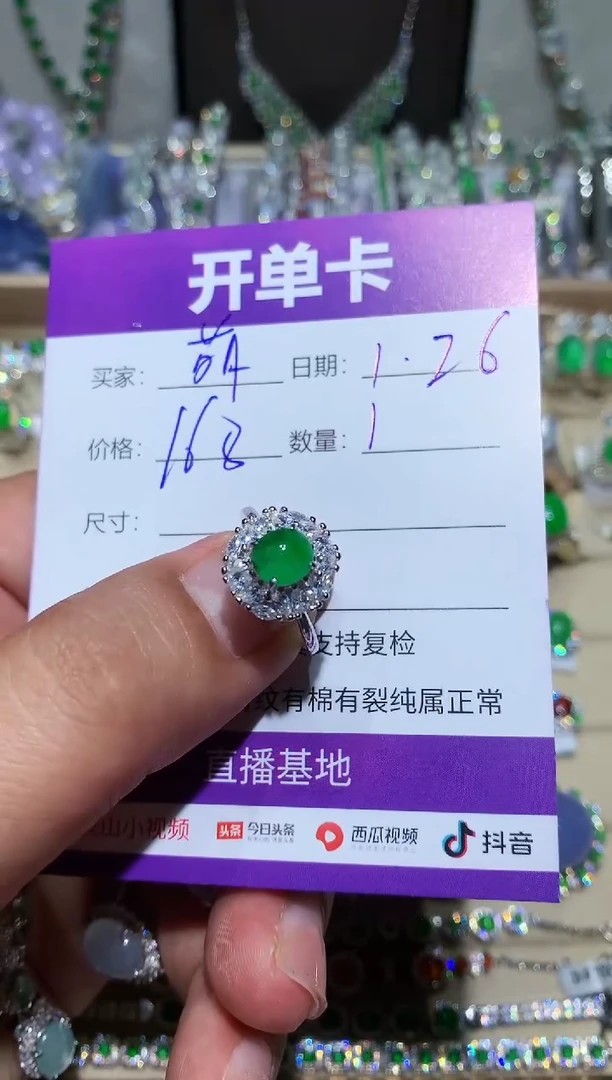 开单卡
买家: 萌 日期: 1.26
价格: 168 数量: 1
尺寸:
支持复检
纹有棉有裂纯属正常
直播基地
山小视频 头条 今日头条 西瓜视频 抖音